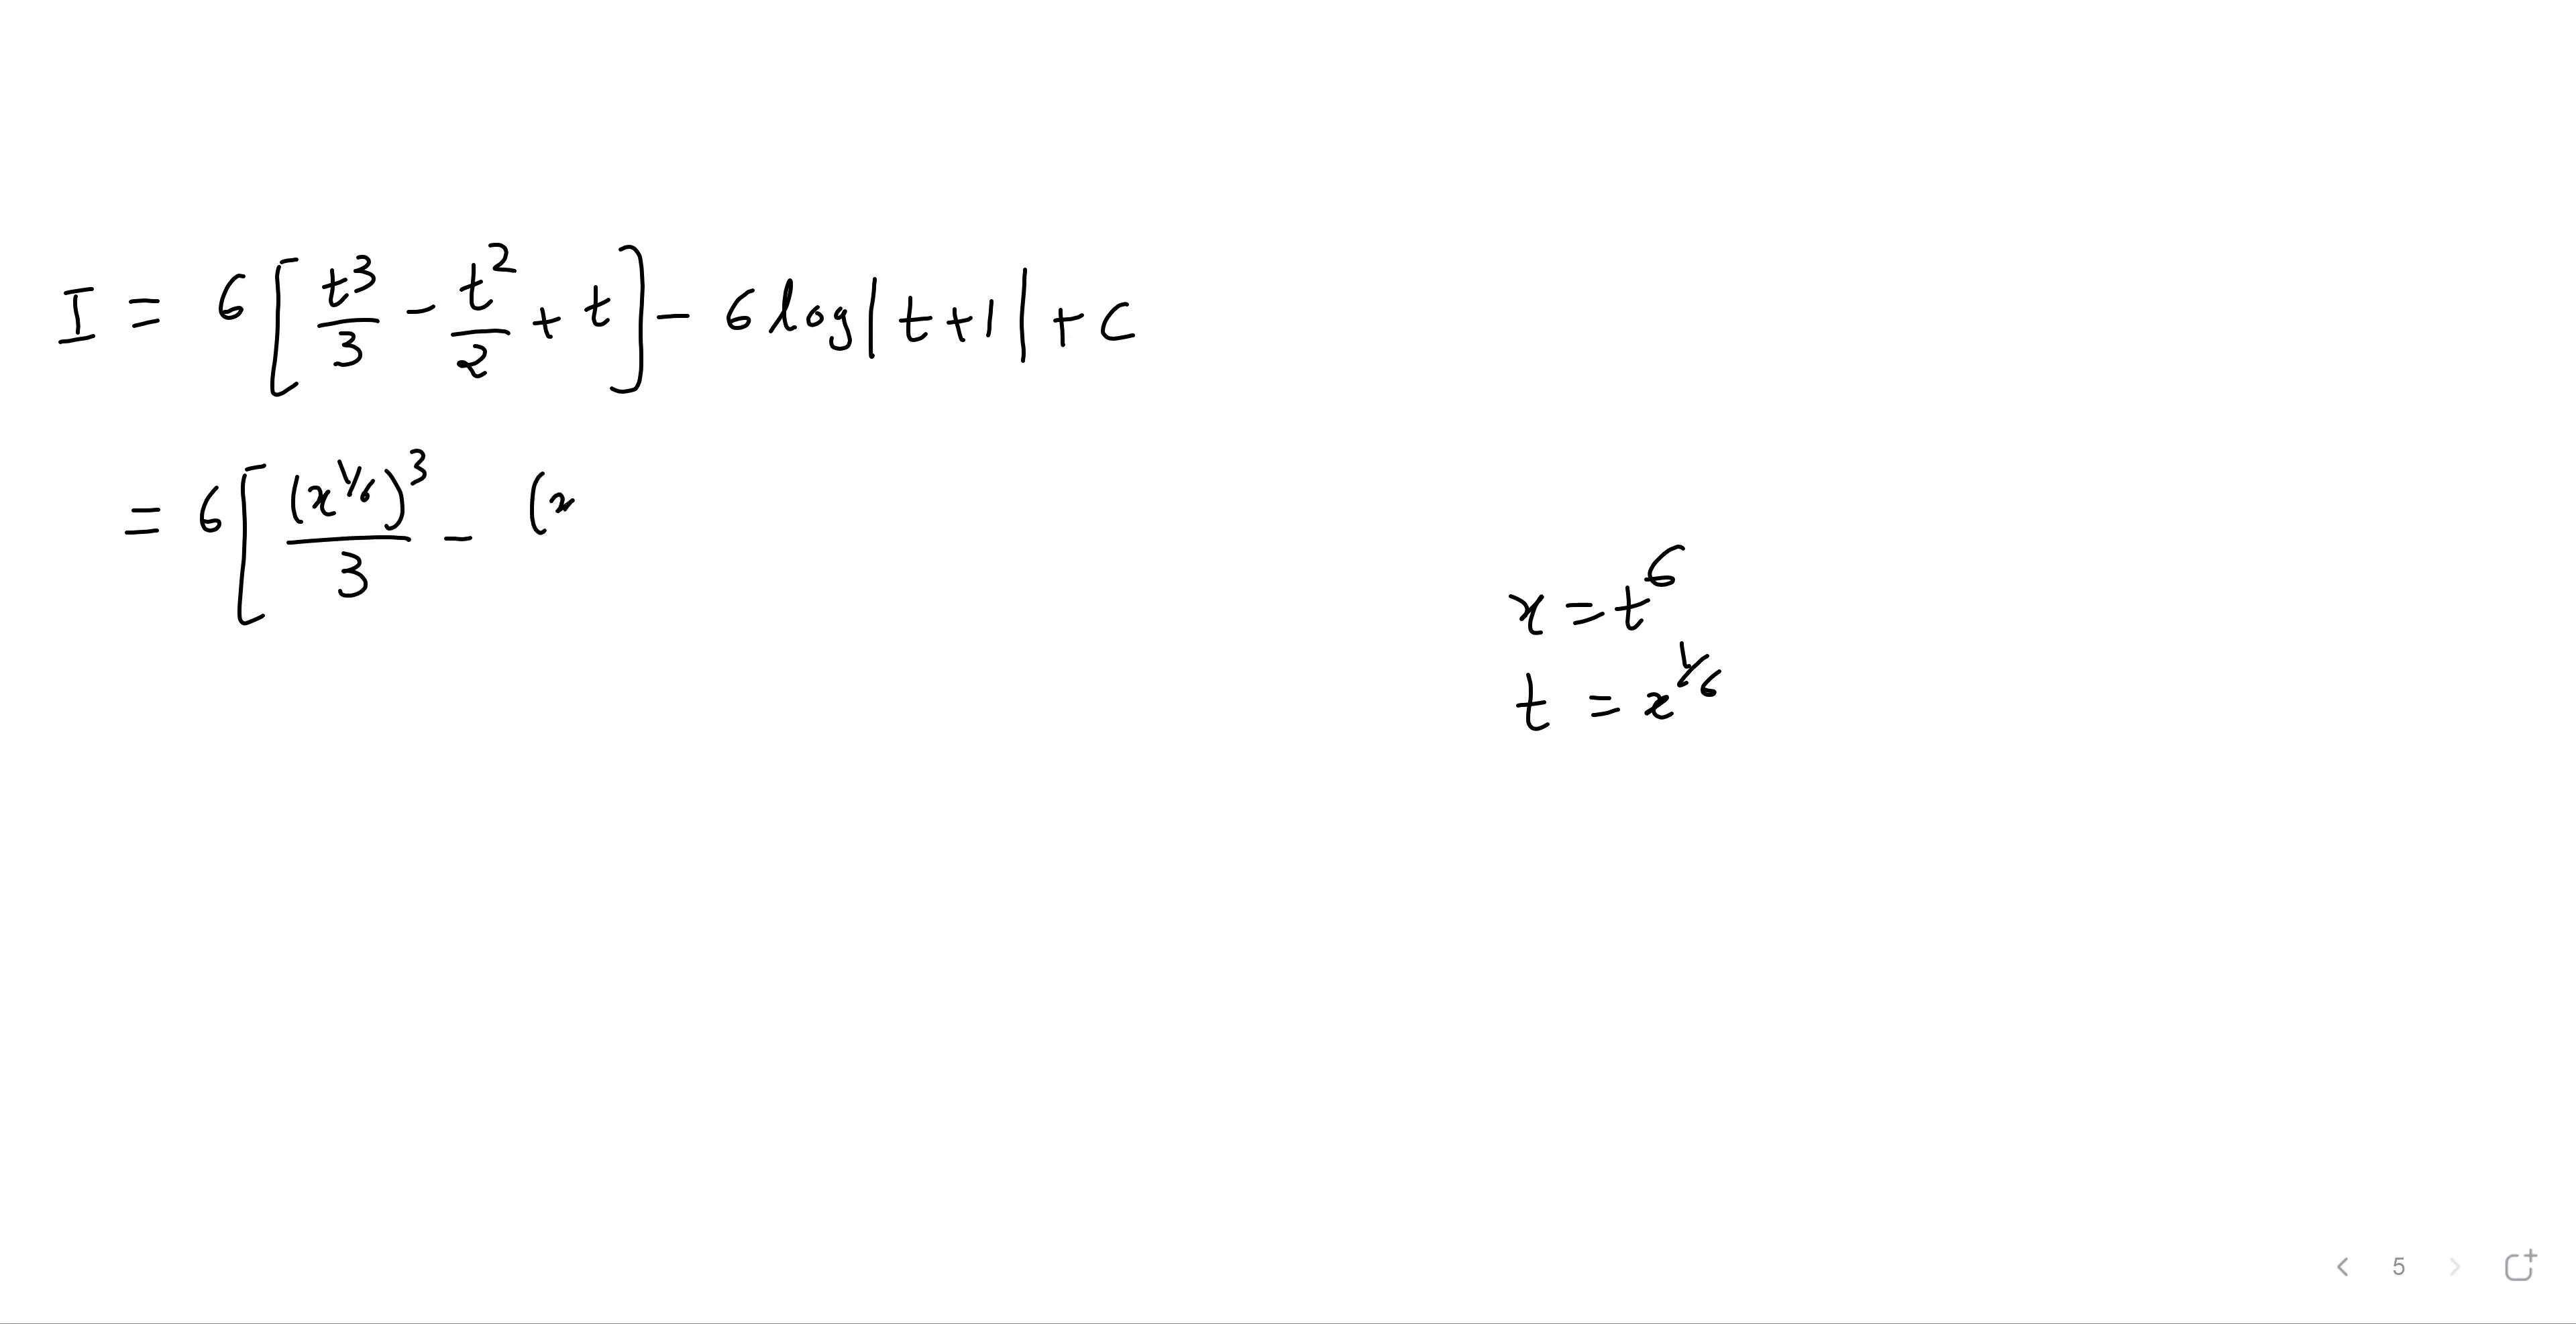 I = 6[t³/3 - t²/2 + t] - 6 log|t+1| + c
= 6[(x^1/6)³/3 - (x
x = t⁶
t = x^1/6
5